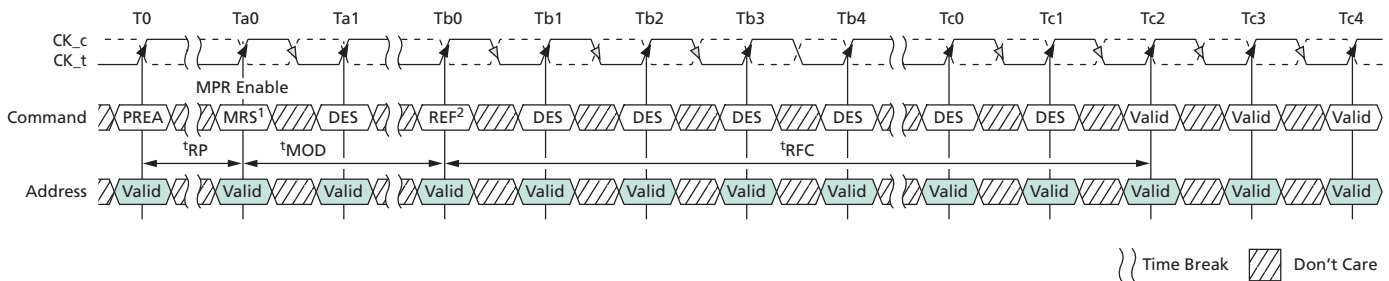 T0 Ta0 Ta1 Tb0 Tb1 Tb2 Tb3 Tb4 Tc0 Tc1 Tc2 Tc3 Tc4
CK_c
CK_t
MPR Enable
Command PREA MRS1 DES REF2 DES DES DES DES DES DES Valid Valid Valid
tRP tMOD tRFC
Address Valid Valid Valid Valid Valid Valid Valid Valid Valid Valid Valid Valid Valid
Time Break Don't Care